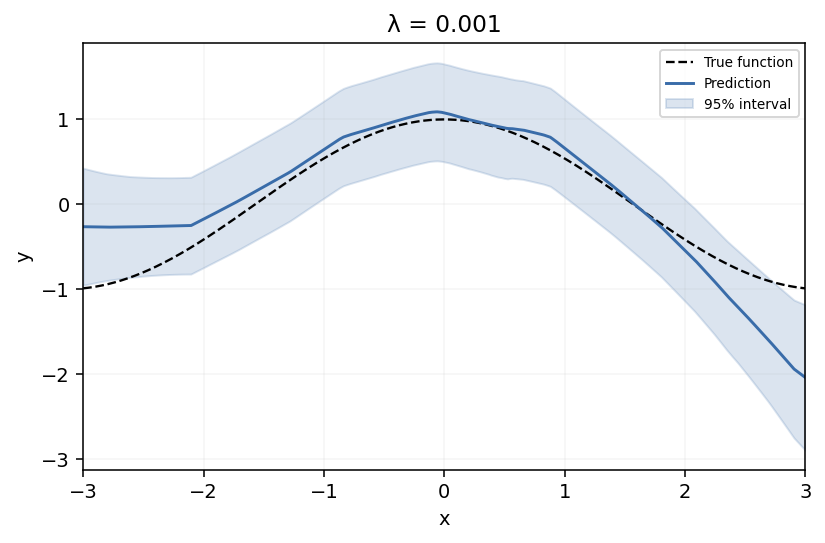 λ = 0.001
True function
Prediction
95% interval
1
0
−1
−2
−3
y
−3
−2
−1
0
1
2
3
x